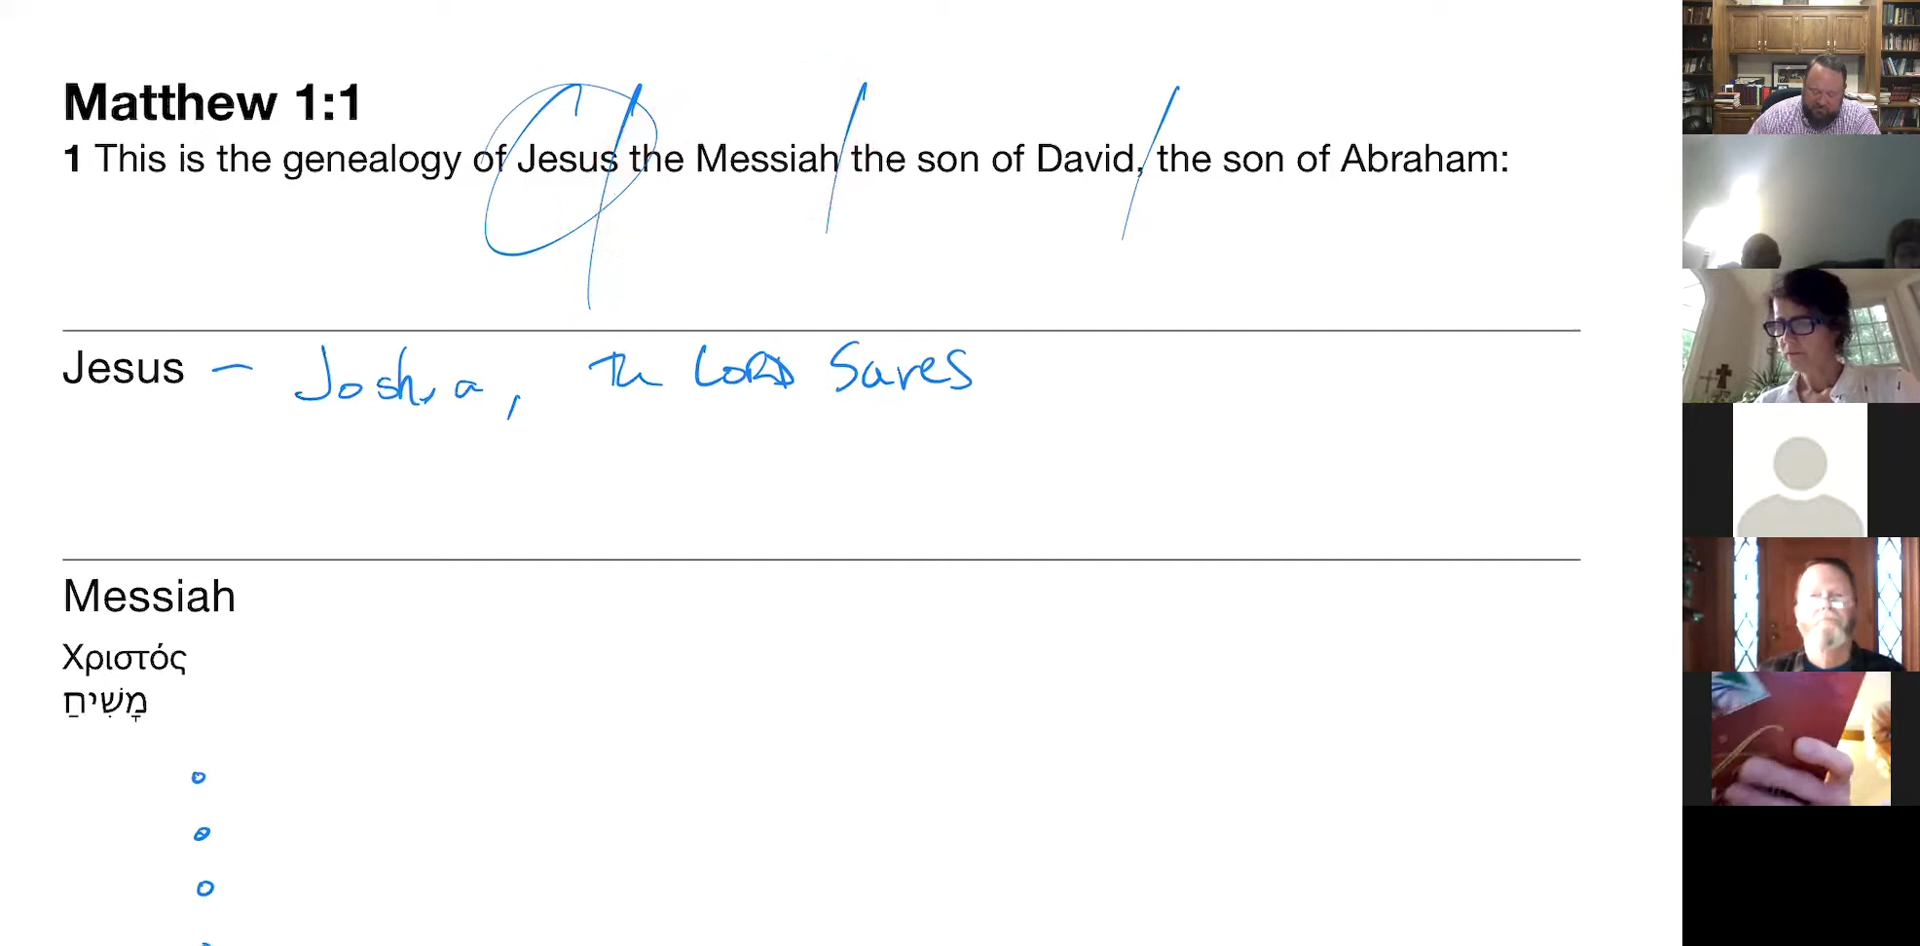 Matthew 1:1
1 This is the genealogy of Jesus the Messiah the son of David, the son of Abraham:
Jesus – Joshua, The LORD Saves
Messiah
Χριστός
מָשִׁיחַ